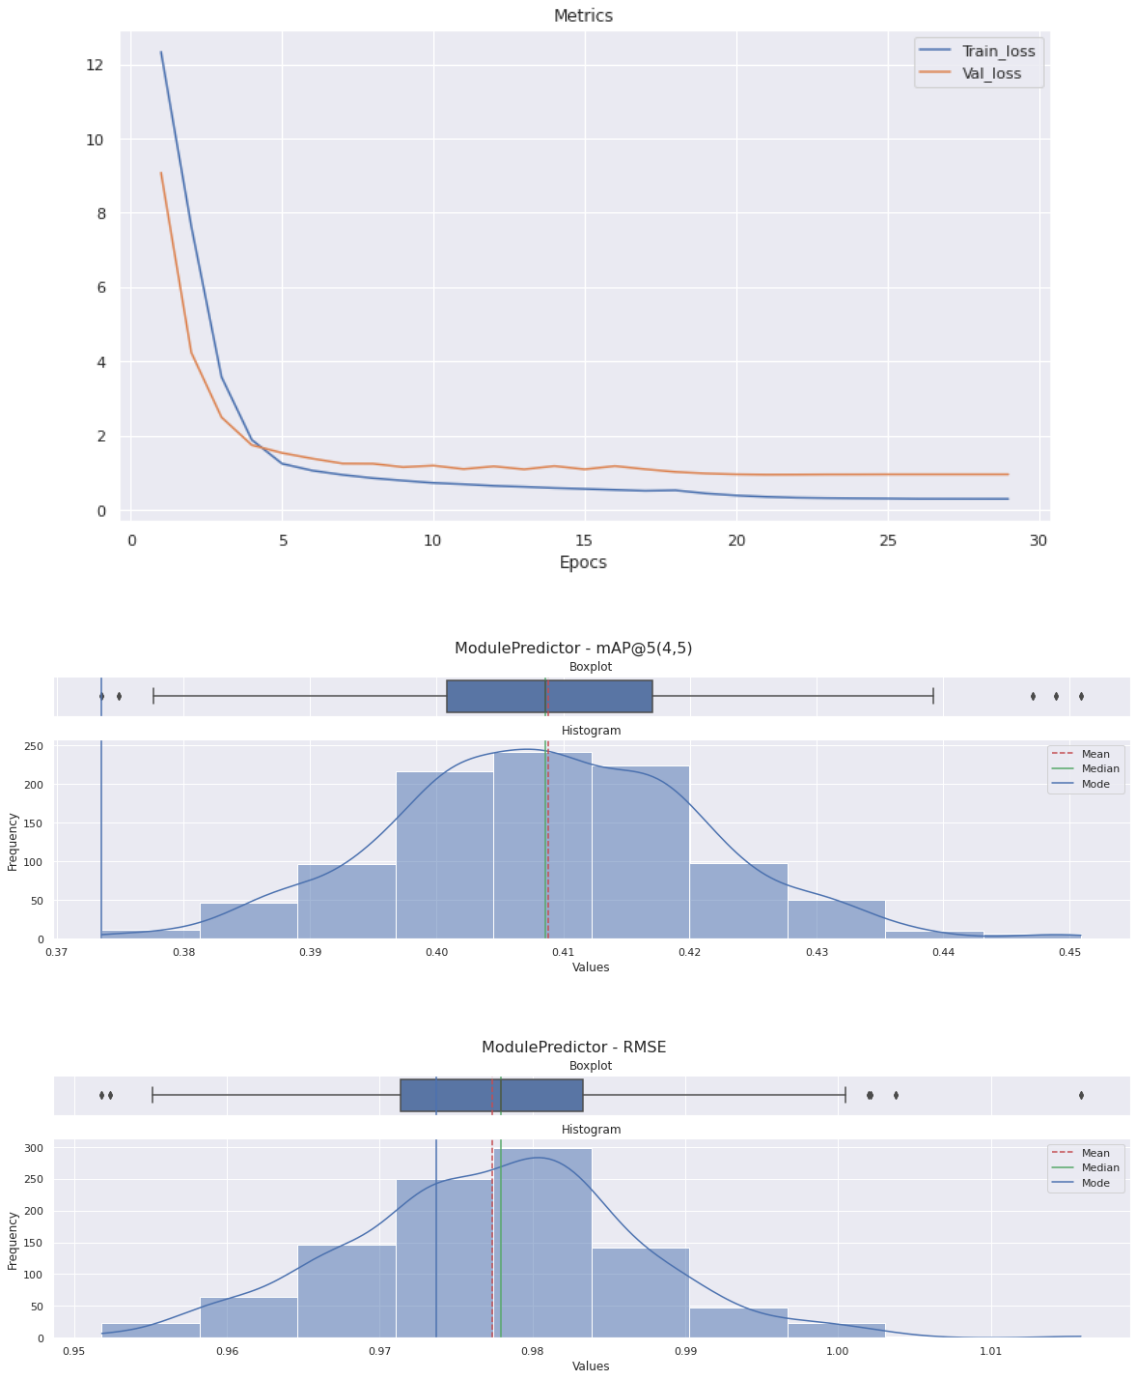 Metrics
Train_loss
Val_loss
12
10
8
6
4
2
0
0 5 10 15 20 25 30
Epocs
ModulePredictor - mAP@5(4,5)
Boxplot
Histogram
Mean
Median
Mode
250
200
150
100
50
0
Frequency
0.37 0.38 0.39 0.40 0.41 0.42 0.43 0.44 0.45
Values
ModulePredictor - RMSE
Boxplot
Histogram
Mean
Median
Mode
300
250
200
150
100
50
0
Frequency
0.95 0.96 0.97 0.98 0.99 1.00 1.01
Values